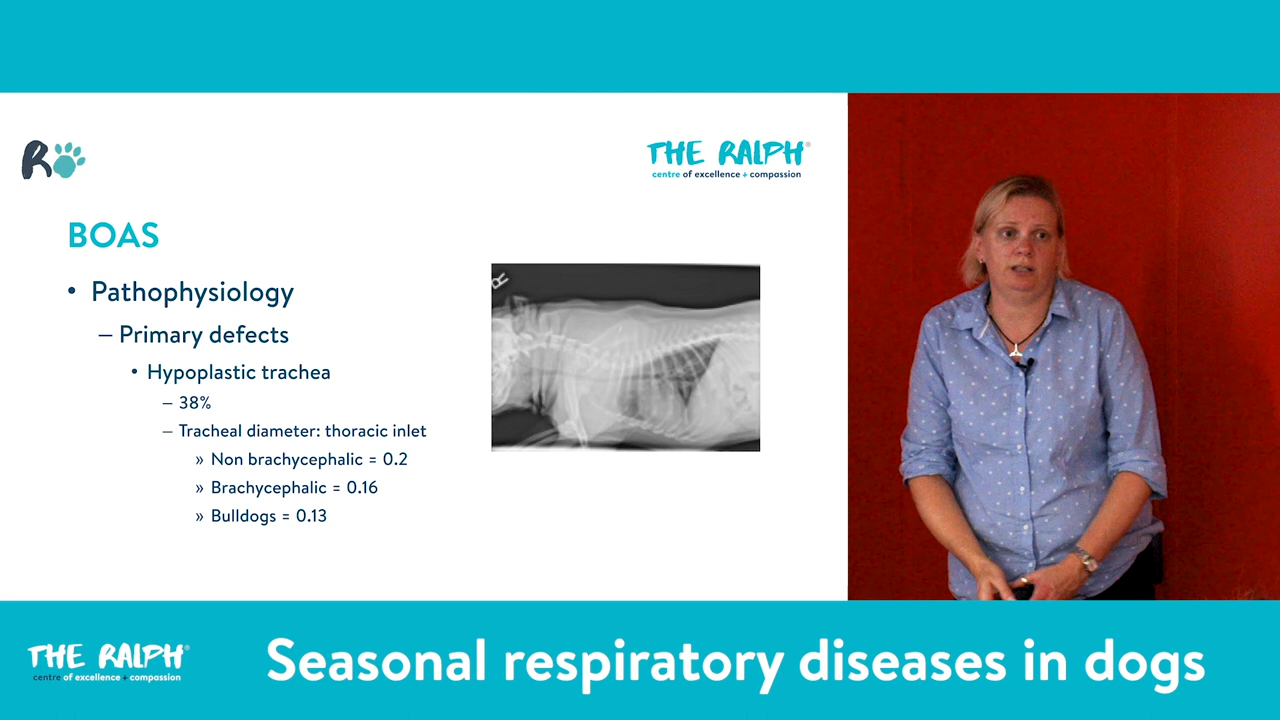 R
THE RALPH®
centre of excellence + compassion
BOAS
• Pathophysiology
– Primary defects
• Hypoplastic trachea
– 38%
– Tracheal diameter: thoracic inlet
» Non brachycephalic = 0.2
» Brachycephalic = 0.16
» Bulldogs = 0.13
R
THE RALPH®
centre of excellence + compassion
Seasonal respiratory diseases in dogs